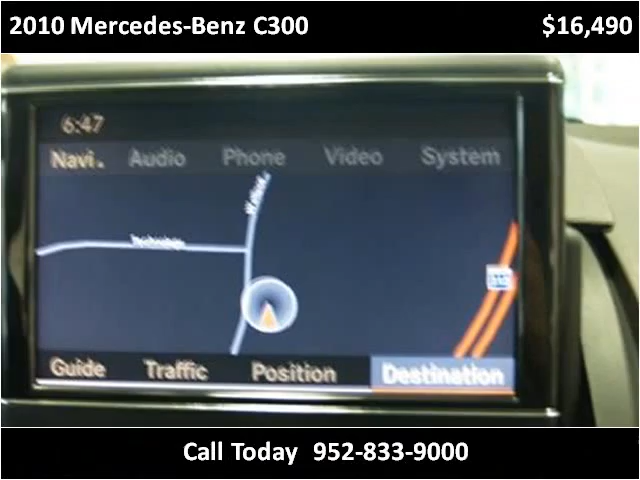 2010 Mercedes-Benz C300 $16,490
6:47
Navi. Audio Phone Video System
Guide Traffic Position Destination
Call Today 952-833-9000